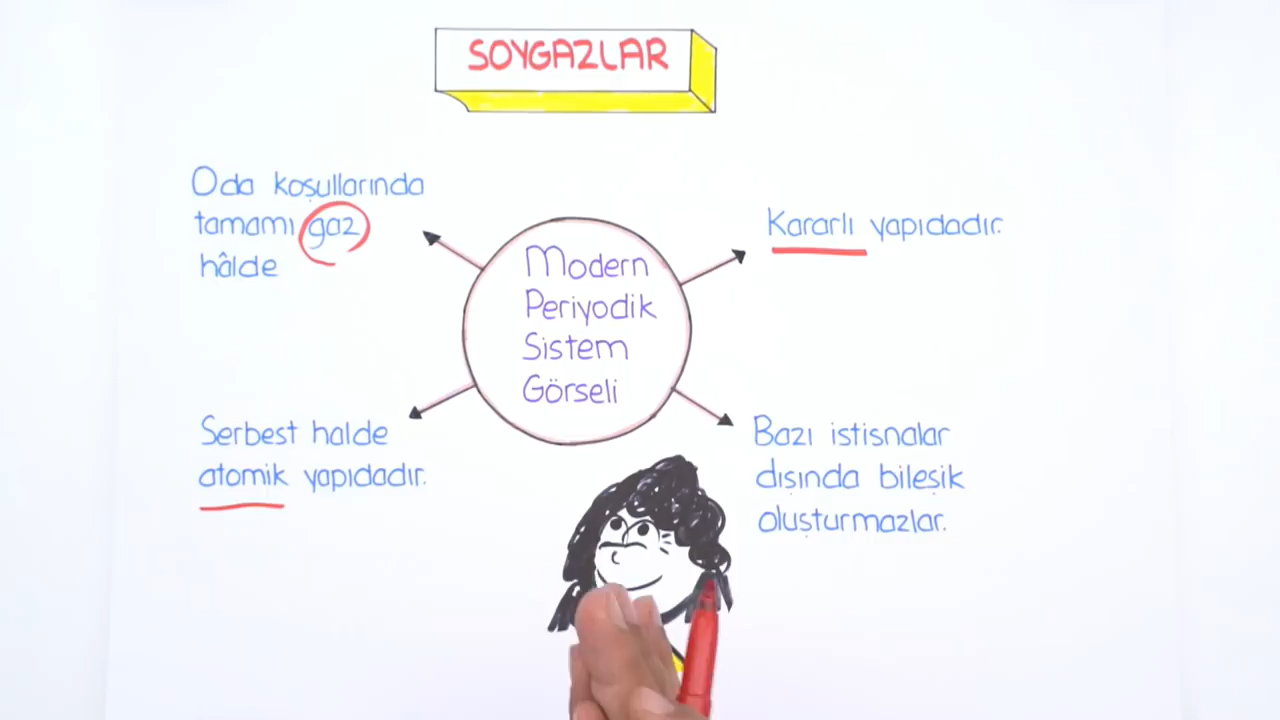 SOYGAZLAR
Oda koşullarında
tamamı gaz
hâlde
Kararlı yapıdadır.
Modern
Periyodik
Sistem
Görseli
Serbest halde
atomik yapıdadır.
Bazı istisnalar
dışında bileşik
oluşturmazlar.